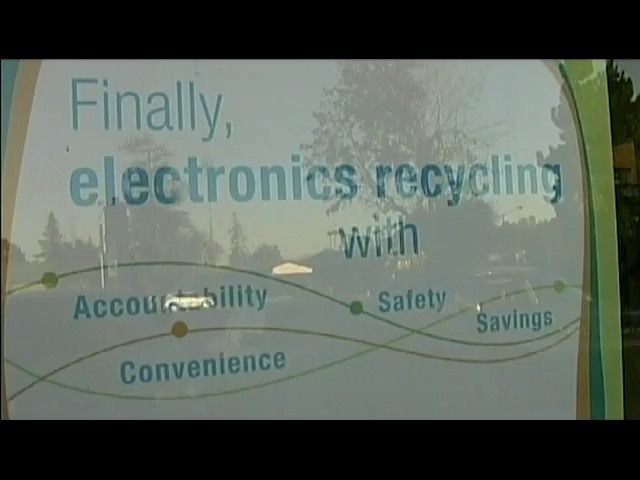 Finally,
electronics recycling
with
Accountability
Safety
Savings
Convenience